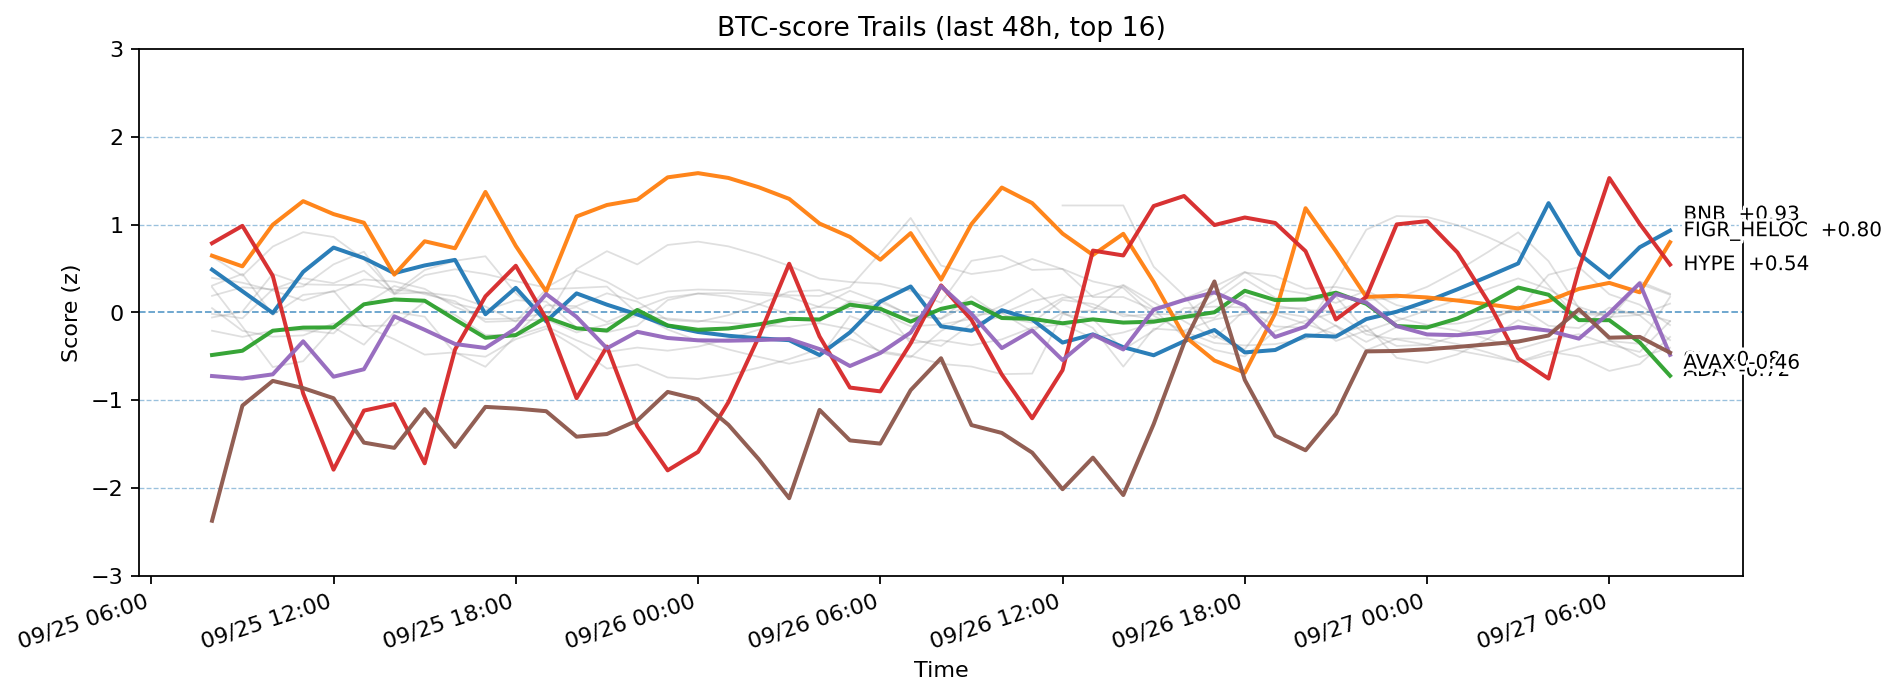 BTC-score Trails (last 48h, top 16)
Score (z)
3
2
1
0
−1
−2
−3
BNB +0.93
FIGR_HELOC +0.80
HYPE +0.54
AVAX -0.46
ADA -0.72
09/25 06:00
09/25 12:00
09/25 18:00
09/26 00:00
09/26 06:00
09/26 12:00
09/26 18:00
09/27 00:00
09/27 06:00
Time